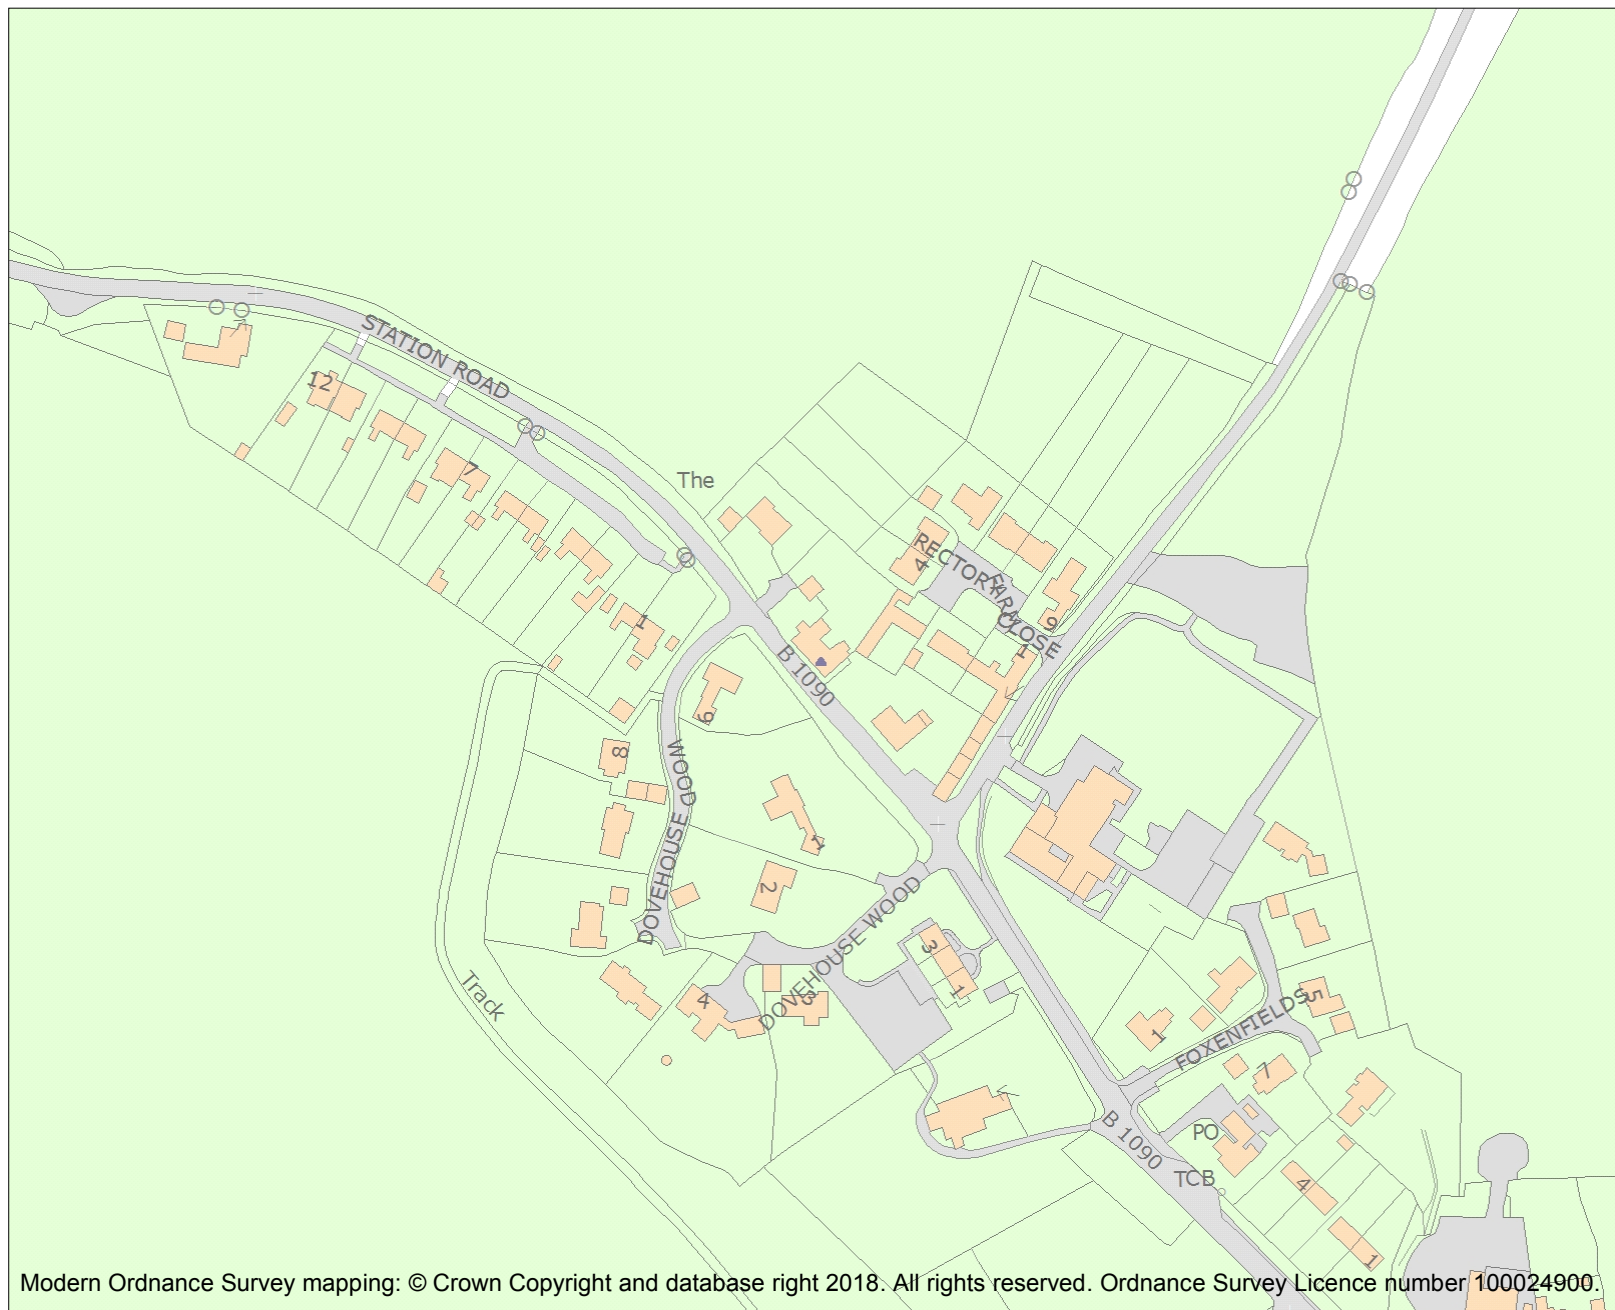 STATION ROAD
12
7
The
RECTORY
FARM
CLOSE
4
9
1
1
B 1090
9
8
DOVEHOUSE WOOD
1
2
DOVEHOUSE WOOD
3
1
4
3
Track
5
1
FOXENFIELDS
7
B 1090
PO
TCB
4
1
Modern Ordnance Survey mapping: © Crown Copyright and database right 2018. All rights reserved. Ordnance Survey Licence number 100024900.